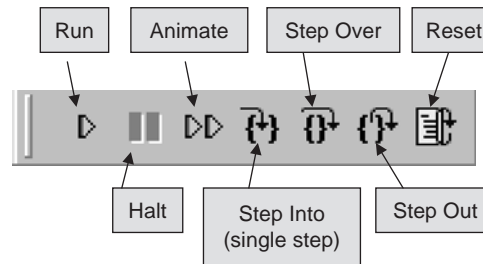 Run
Animate
Step Over
Reset
Halt
Step Into
(single step)
Step Out